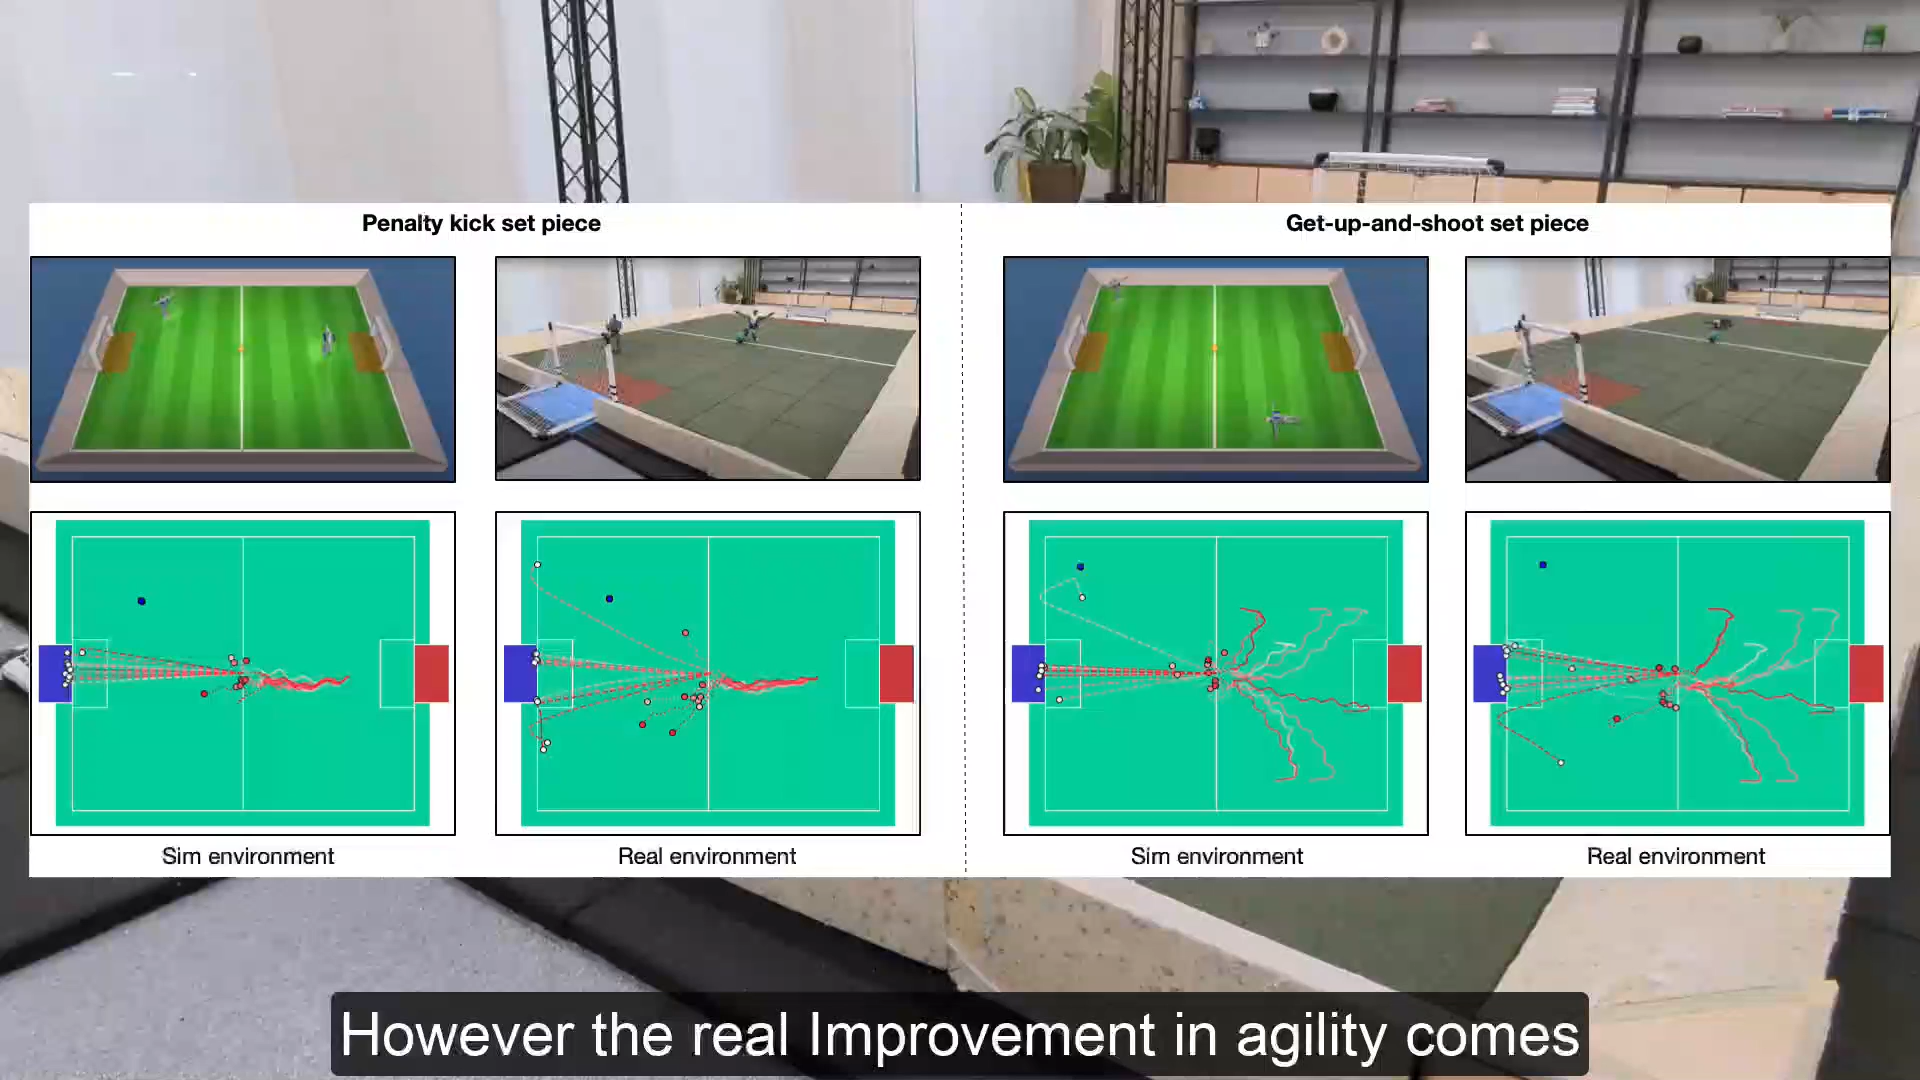 Penalty kick set piece
Get-up-and-shoot set piece
Sim environment
Real environment
Sim environment
Real environment
However the real Improvement in agility comes